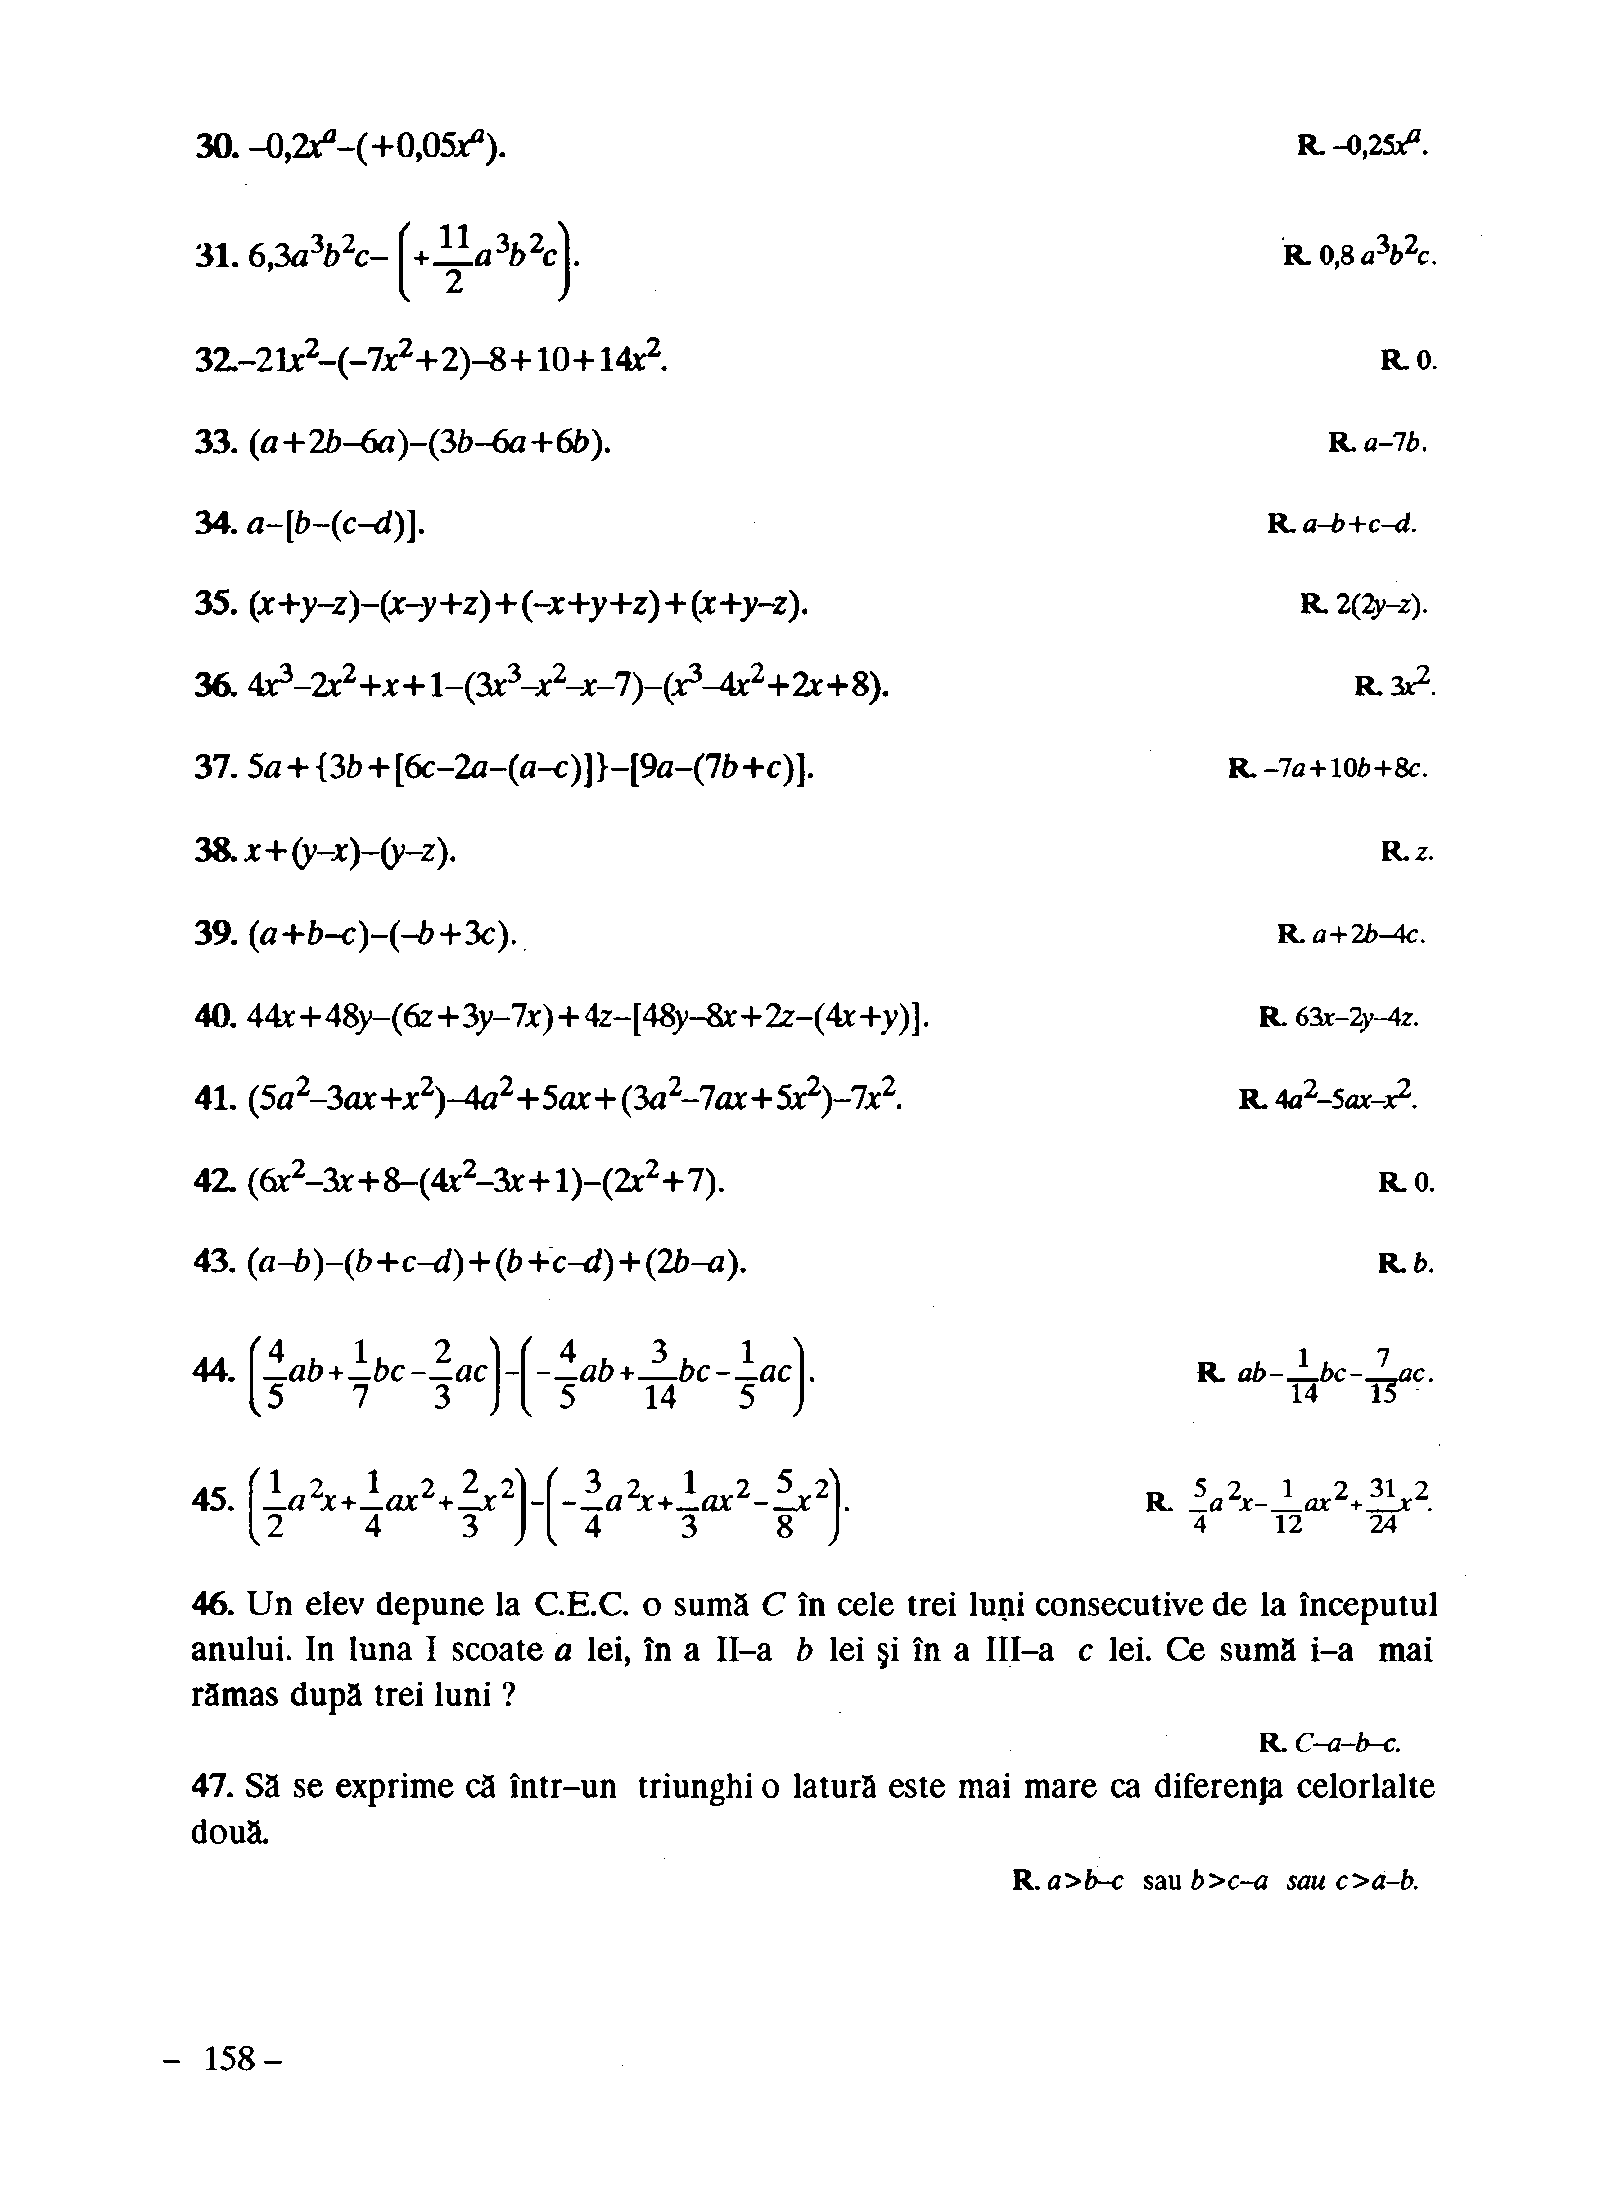 30. –0,2xᵃ–(+0,05xᵃ). R. –0,25xᵃ.
31. 6,3a³b²c– (+11/2 a³b²c). R. 0,8 a³b²c.
32.–21x²–(–7x²+2)–8+10+14x². R. 0.
33. (a+2b–6a)–(3b–6a+6b). R. a–7b.
34. a–[b–(c–d)]. R. a–b+c–d.
35. (x+y–z)–(x–y+z)+(–x+y+z)+(x+y–z). R. 2(2y–z).
36. 4x³–2x²+x+1–(3x³–x²–x–7)–(x³–4x²+2x+8). R. 3x².
37. 5a+{3b+[6c–2a–(a–c)]}–[9a–(7b+c)]. R. –7a+10b+8c.
38. x+(y–x)–(y–z). R. z.
39. (a+b–c)–(–b+3c). R. a+2b–4c.
40. 44x+48y–(6z+3y–7x)+4z–[48y–8x+2z–(4x+y)]. R. 63x–2y–4z.
41. (5a²–3ax+x²)–4a²+5ax+(3a²–7ax+5x²)–7x². R. 4a²–5ax–x².
42. (6x²–3x+8–(4x²–3x+1)–(2x²+7). R. 0.
43. (a–b)–(b+c–d)+(b+c–d)+(2b–a). R. b.
44. (4/5 ab+1/7 bc–2/3 ac)–(–4/5 ab+3/14 bc–1/5 ac). R. ab–1/14 bc–7/15 ac.
45. (1/2 a²x+1/4 ax²+2/3 x²)–(–3/4 a²x+1/3 ax²–5/8 x²). R. 5/4 a²x–1/12 ax²+31/24 x².
46. Un elev depune la C.E.C. o sumă C în cele trei luni consecutive de la începutul
anului. In luna I scoate a lei, în a II–a b lei şi în a III–a c lei. Ce sumă i–a mai
rămas după trei luni ?
R. C–a–b–c.
47. Să se exprime că într–un triunghi o latură este mai mare ca diferenţa celorlalte
două.
R. a>b–c sau b>c–a sau c>a–b.
– 158 –